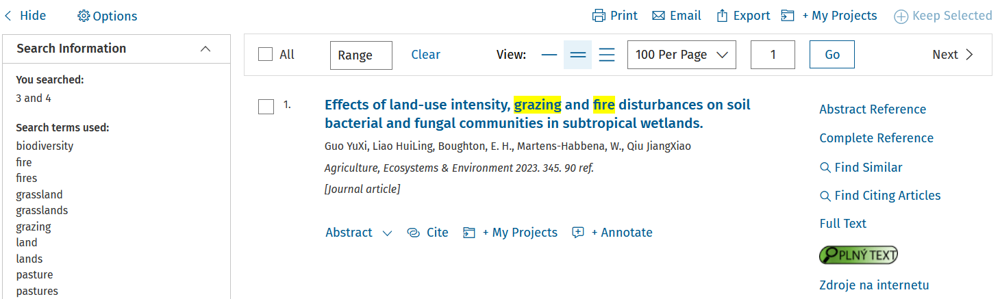 Hide
Options
Print
Email
Export
+ My Projects
Keep Selected
Search Information
You searched:
3 and 4
Search terms used:
biodiversity
fire
fires
grassland
grasslands
grazing
land
lands
pasture
pastures
All
Range
Clear
View:
100 Per Page
1
Go
Next
1.
Effects of land-use intensity, grazing and fire disturbances on soil
bacterial and fungal communities in subtropical wetlands.
Guo YuXi, Liao HuiLing, Boughton, E. H., Martens-Habbena, W., Qiu JiangXiao
Agriculture, Ecosystems & Environment 2023. 345. 90 ref.
[Journal article]
Abstract
Cite
+ My Projects
+ Annotate
Abstract Reference
Complete Reference
Find Similar
Find Citing Articles
Full Text
PLNÝ TEXT
Zdroje na internetu